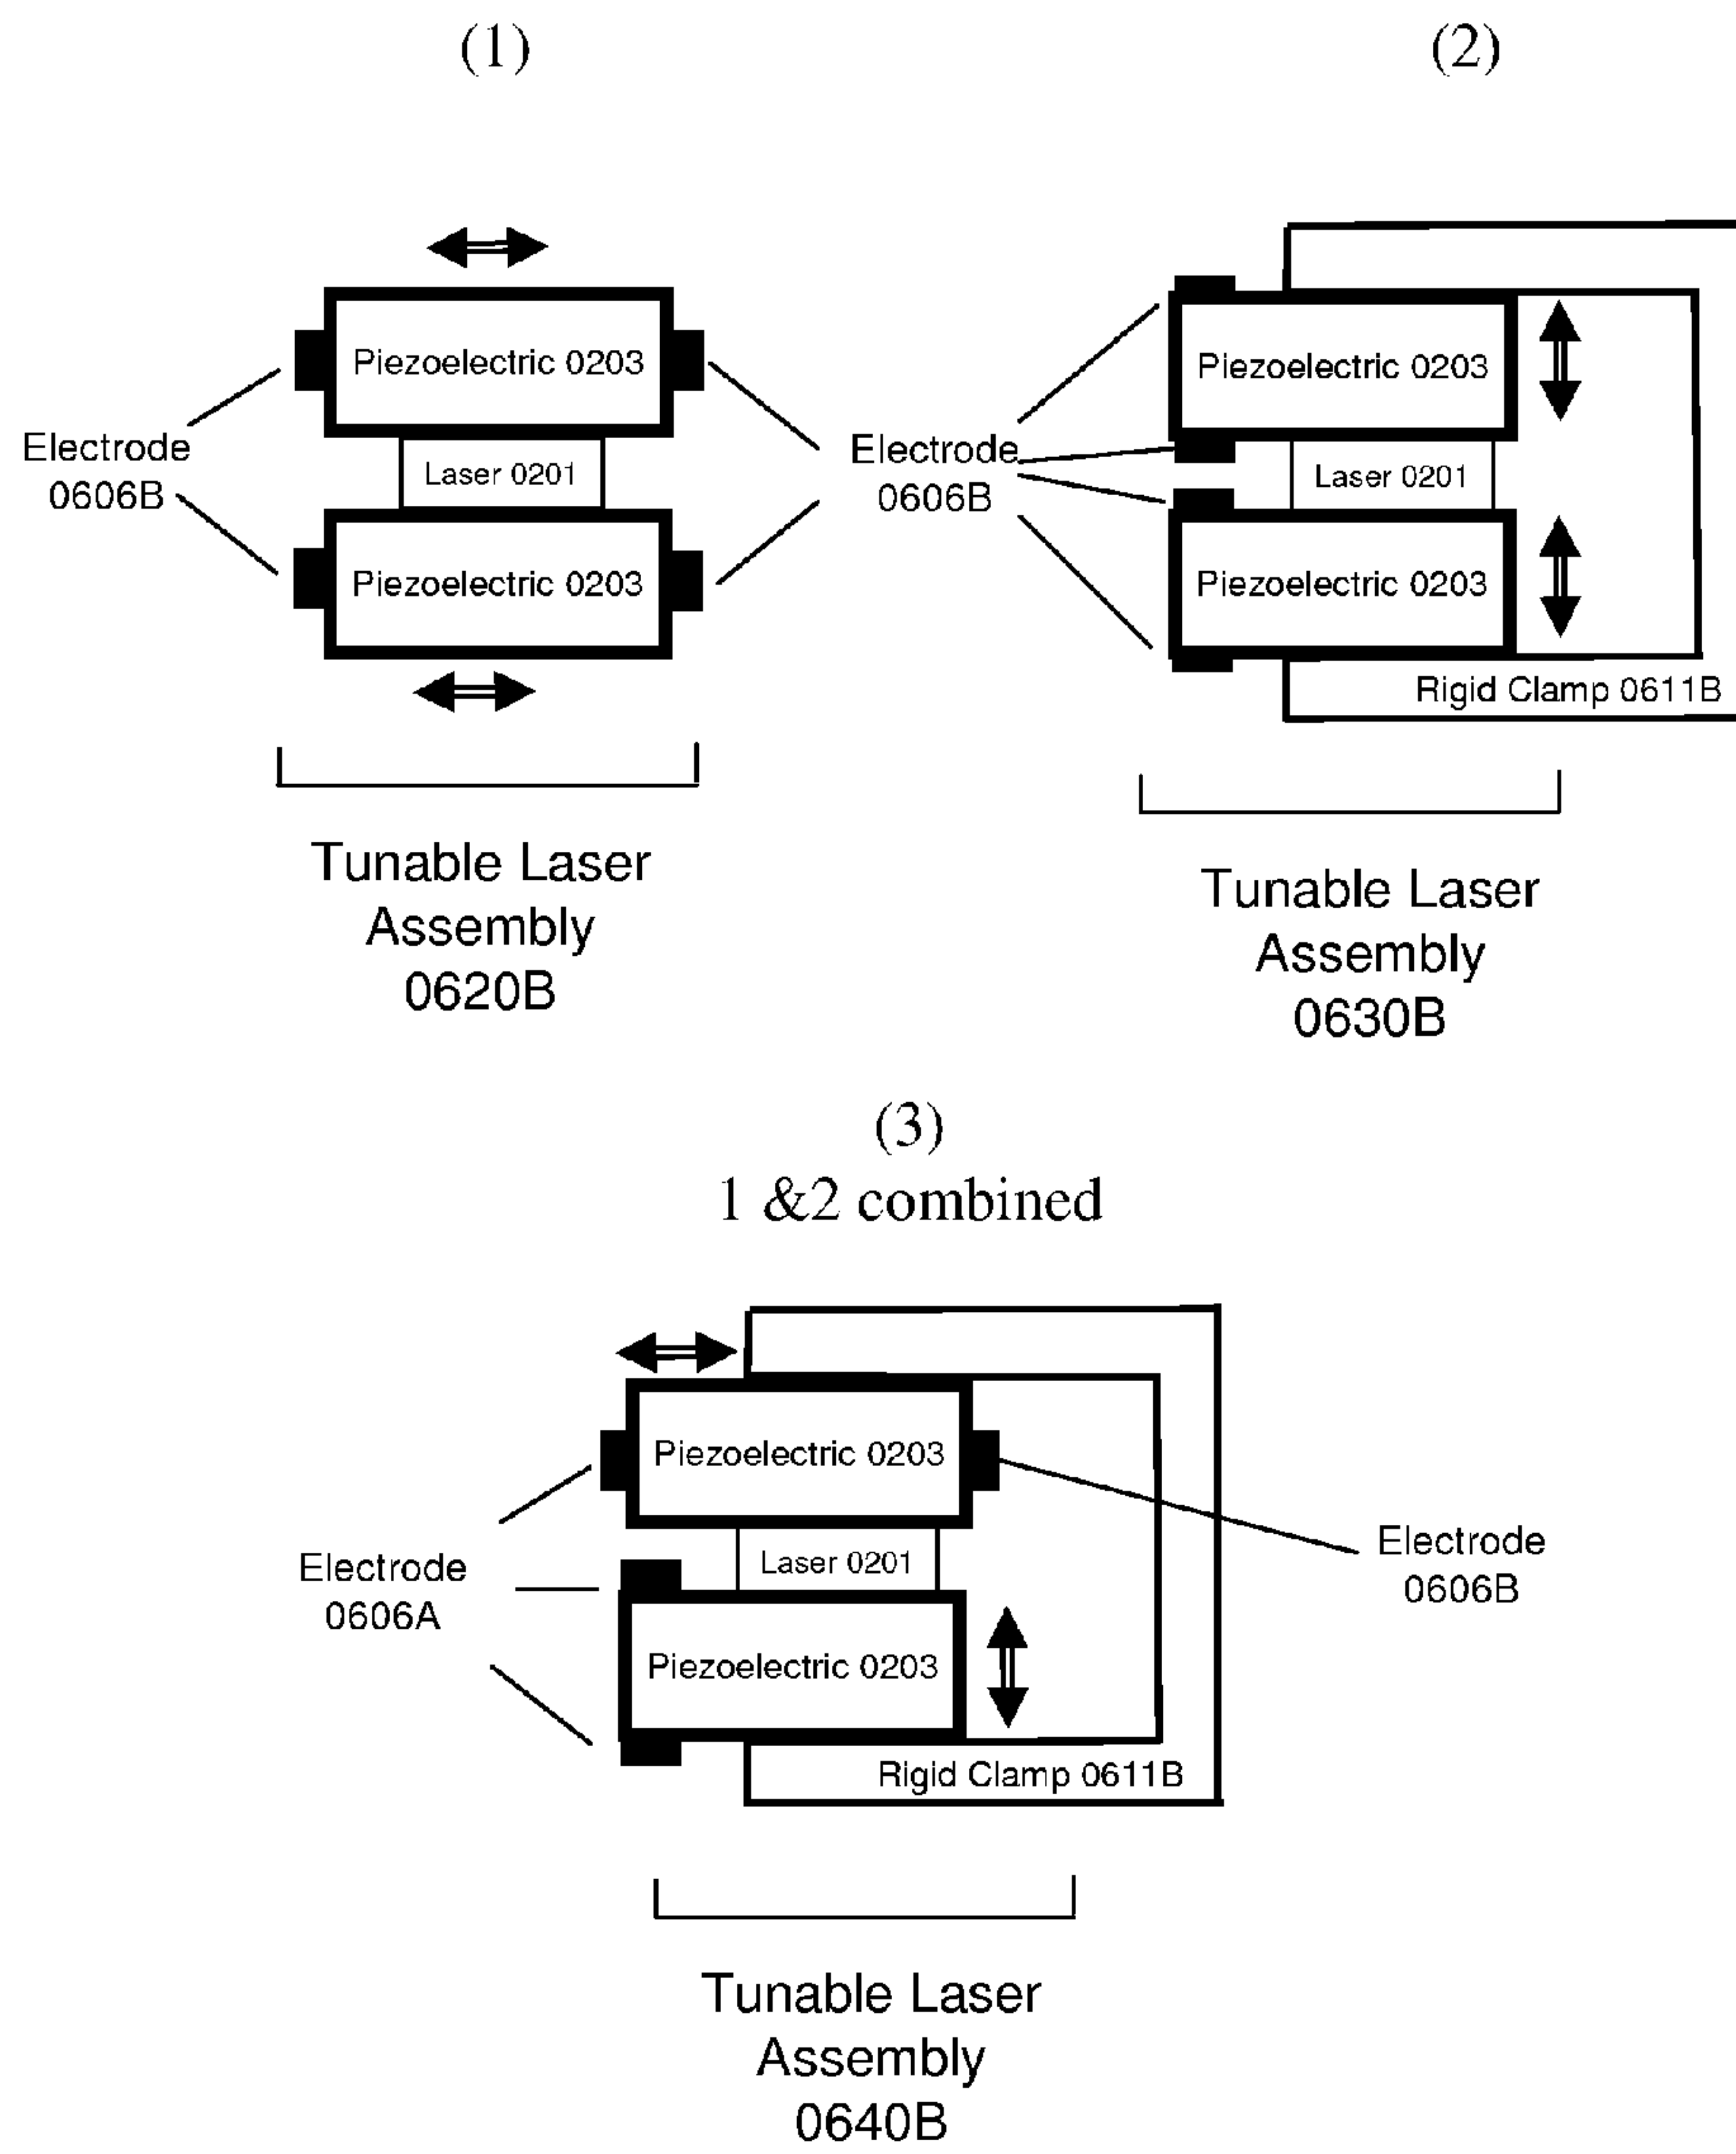 (1)
(2)
Piezoelectric 0203
Piezoelectric 0203
Electrode
0606B
Laser 0201
Electrode
0606B
Laser 0201
Piezoelectric 0203
Piezoelectric 0203
Rigid Clamp 0611B
Tunable Laser
Assembly
0620B
Tunable Laser
Assembly
0630B
(3)
1 &2 combined
Piezoelectric 0203
Electrode
0606B
Laser 0201
Electrode
0606A
Piezoelectric 0203
Rigid Clamp 0611B
Tunable Laser
Assembly
0640B